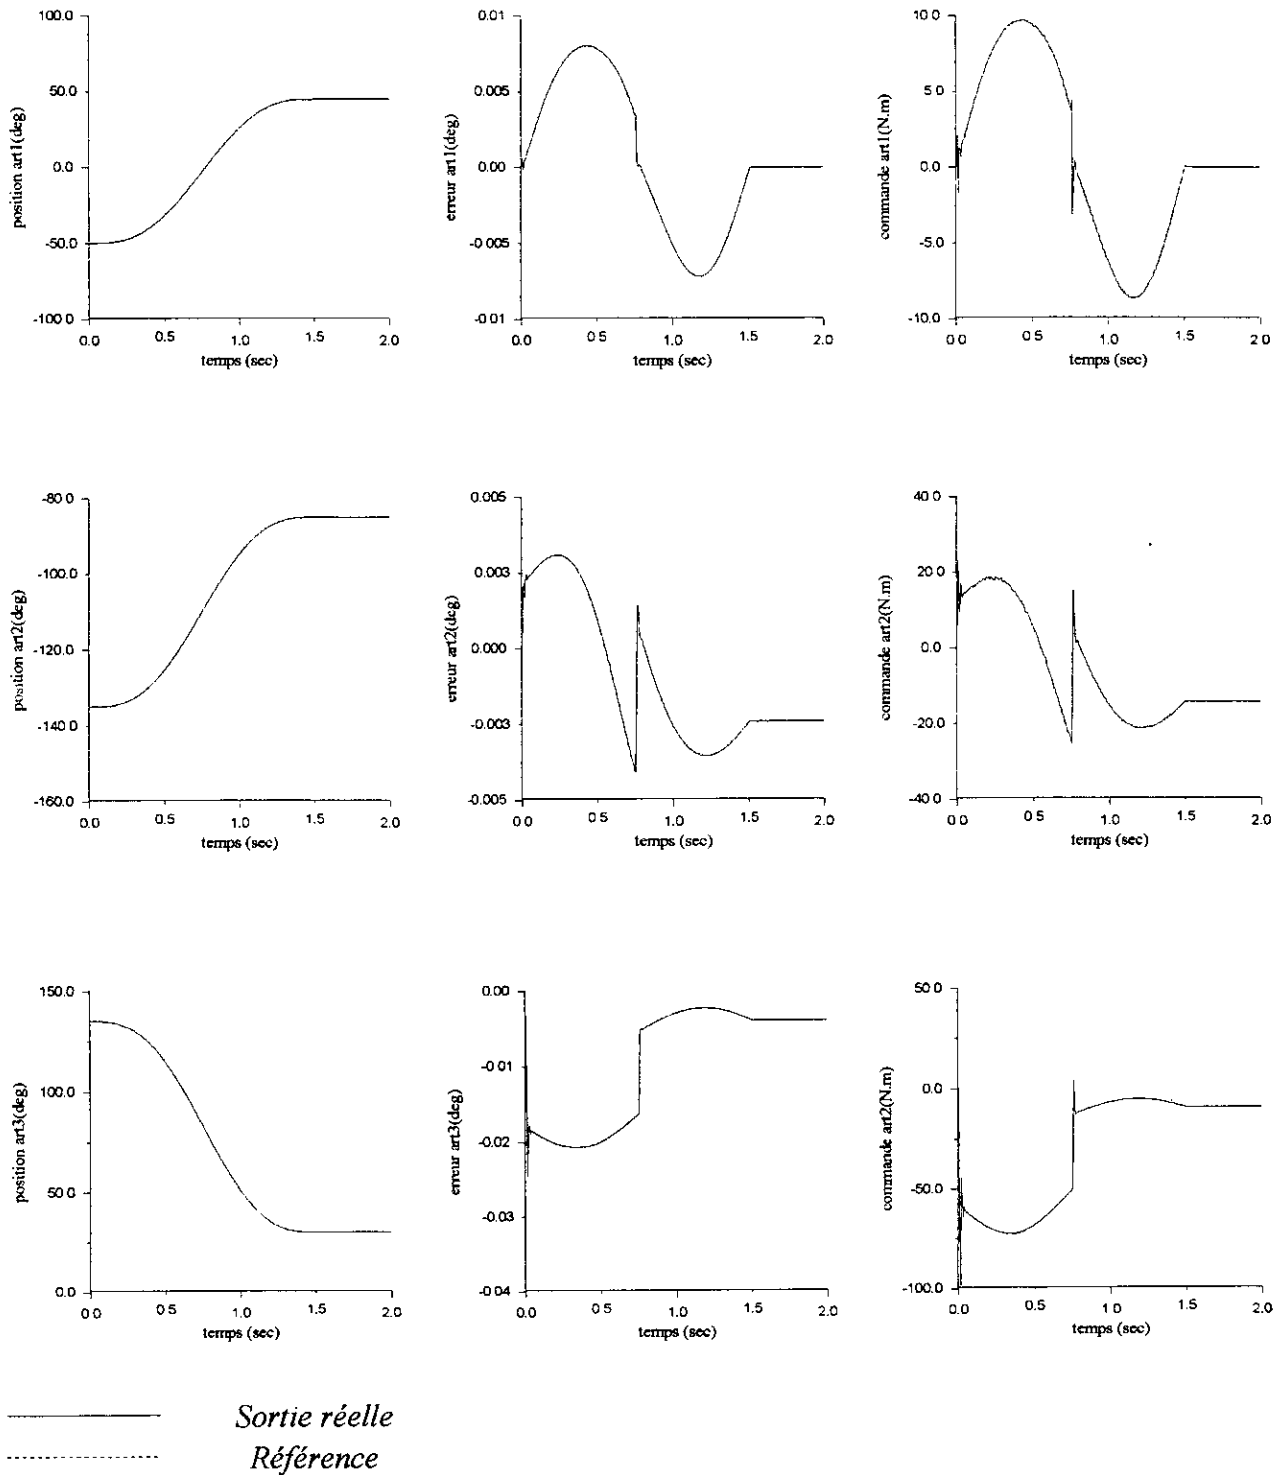 100.0
50.0
0.0
-50.0
-100.0
position art1(deg)
0.0 0.5 1.0 1.5 2.0
temps (sec)
0.01
0.005
0.00
-0.005
-0.01
erreur art1(deg)
0.0 0.5 1.0 1.5 2.0
temps (sec)
10.0
5.0
0.0
-5.0
-10.0
commande art1(N.m)
0.0 0.5 1.0 1.5 2.0
temps (sec)
-80.0
-100.0
-120.0
-140.0
-160.0
position art2(deg)
0.0 0.5 1.0 1.5 2.0
temps (sec)
0.005
0.003
0.000
-0.003
-0.005
erreur art2(deg)
0.0 0.5 1.0 1.5 2.0
temps (sec)
40.0
20.0
0.0
-20.0
-40.0
commande art2(N.m)
0.0 0.5 1.0 1.5 2.0
temps (sec)
150.0
100.0
50.0
0.0
position art3(deg)
0.0 0.5 1.0 1.5 2.0
temps (sec)
0.00
-0.01
-0.02
-0.03
-0.04
erreur art3(deg)
0.0 0.5 1.0 1.5 2.0
temps (sec)
50.0
0.0
-50.0
-100.0
commande art2(N.m)
0.0 0.5 1.0 1.5 2.0
temps (sec)
Sortie réelle
Référence